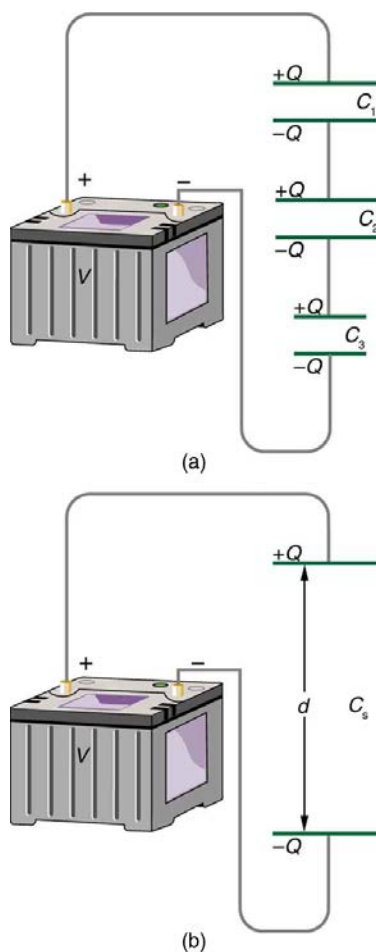 +Q
C₁
−Q
+Q
C₂
−Q
+Q
C₃
−Q
+ −
V
(a)
+Q
+ −
d
Cₛ
V
−Q
(b)